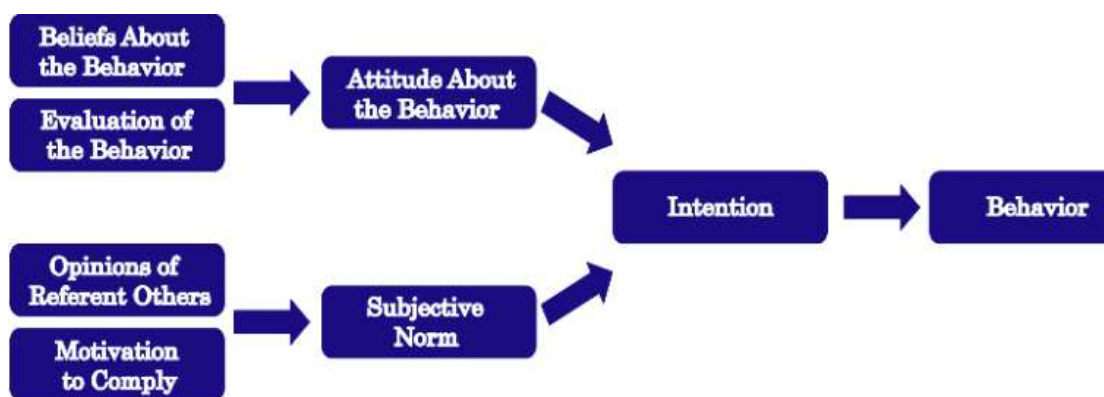 Beliefs About
the Behavior
Evaluation of
the Behavior
Attitude About
the Behavior
Opinions of
Referent Others
Motivation
to Comply
Subjective
Norm
Intention
Behavior